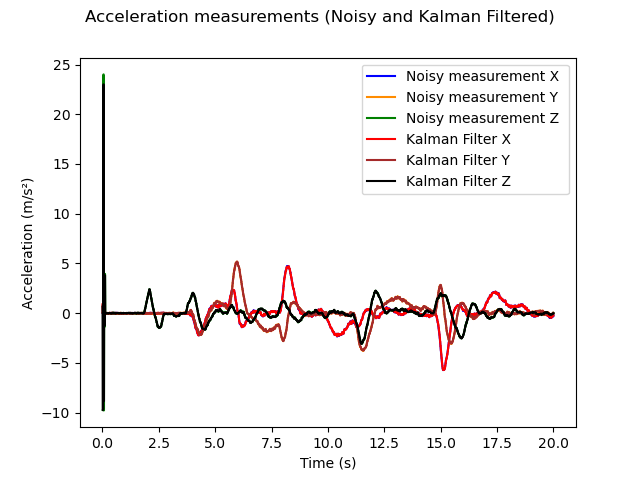 Acceleration measurements (Noisy and Kalman Filtered)
25
20
15
10
5
0
−5
−10
Acceleration (m/s²)
Noisy measurement X
Noisy measurement Y
Noisy measurement Z
Kalman Filter X
Kalman Filter Y
Kalman Filter Z
0.0 2.5 5.0 7.5 10.0 12.5 15.0 17.5 20.0
Time (s)